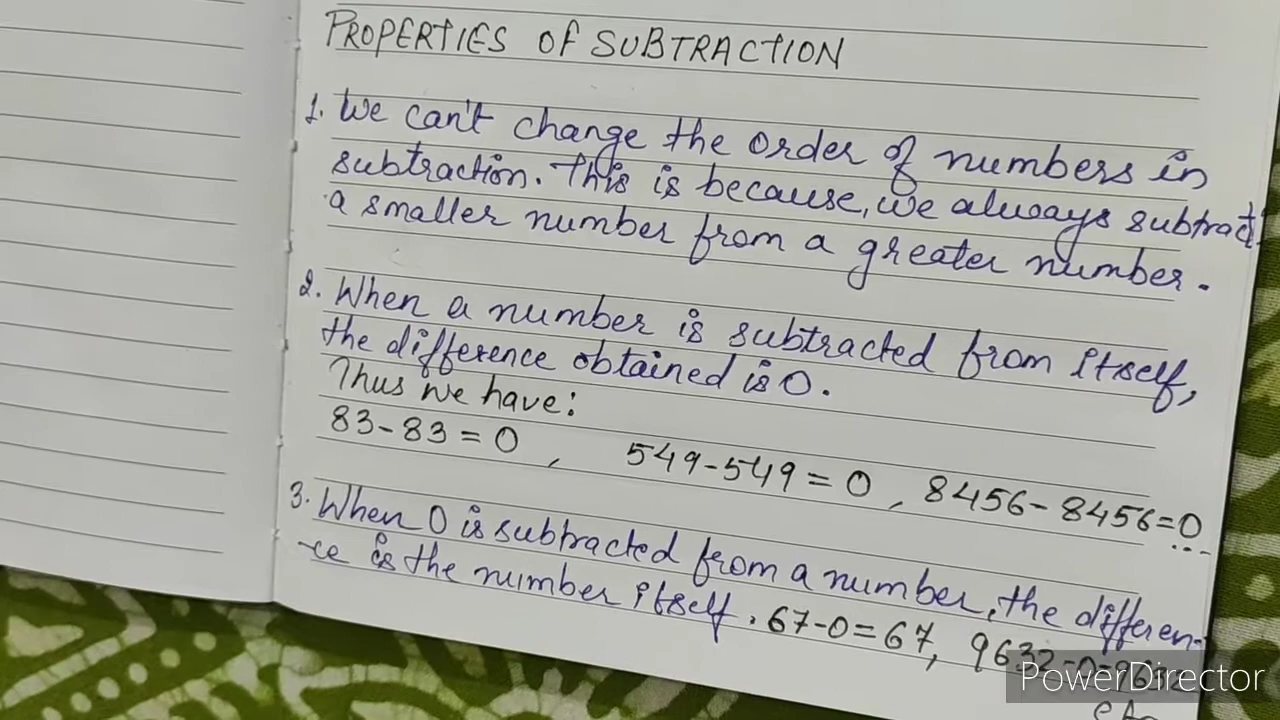 PROPERTIES OF SUBTRACTION
1. We can't change the order of numbers in
subtraction. This is because, we always subtract
a smaller number from a greater number.
2. When a number is subtracted from itself,
the difference obtained is 0.
Thus we have:
83-83=0, 549-549=0, 8456-8456=0...
3. When 0 is subtracted from a number, the differen-
ce is the number itself. 67-0=67, 9632-0=9632
PowerDirector